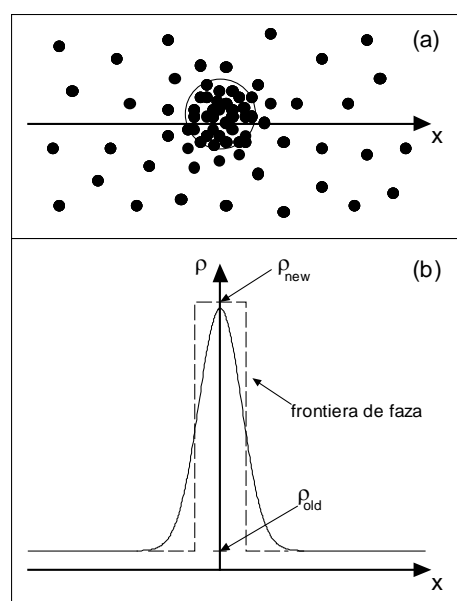 (a)
x
ρ
ρnew
(b)
frontiera de faza
ρold
x